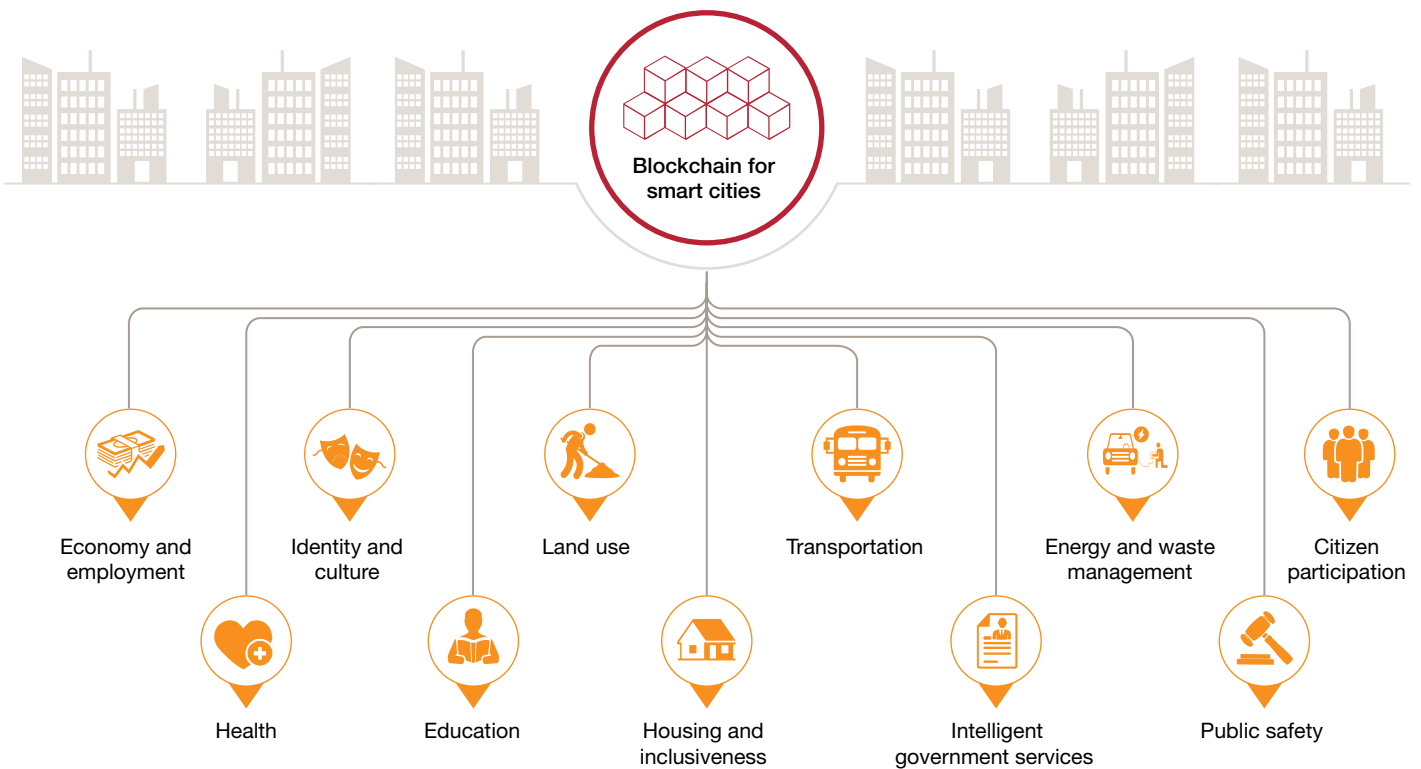 Blockchain for
smart cities
Economy and
employment
Identity and
culture
Land use
Transportation
Energy and waste
management
Citizen
participation
Health
Education
Housing and
inclusiveness
Intelligent
government services
Public safety